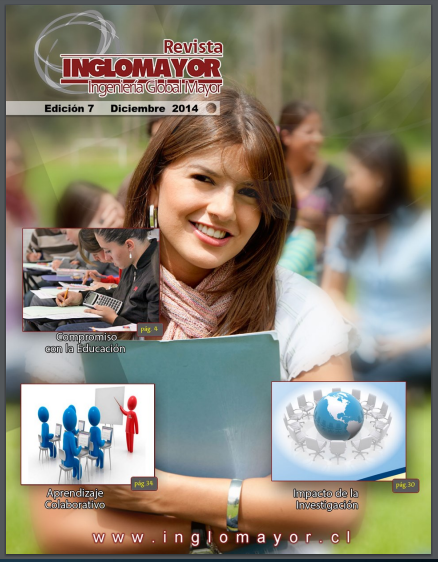 Revista
INGLOMAYOR
Ingeniería Global Mayor
Edición 7 Diciembre 2014
pág 4
Compromiso
con la Educación
pág 34
Aprendizaje
Colaborativo
pág 30
Impacto de la
Investigación
www.inglomayor.cl